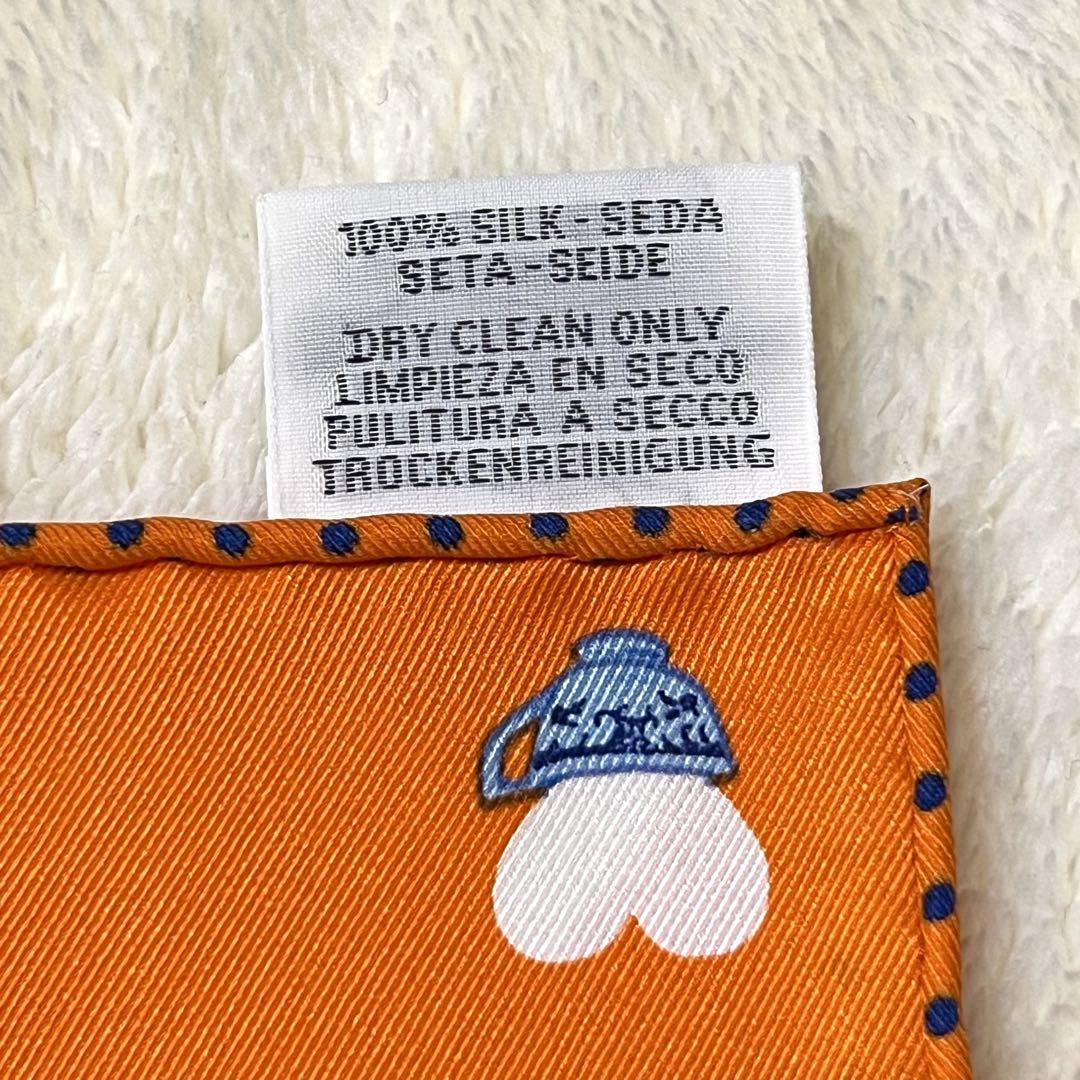 100% SILK-SEDA
SETA-SEIDE
DRY CLEAN ONLY
LIMPIEZA EN SECO
PULITURA A SECCO
TROCKENREINIGUNG